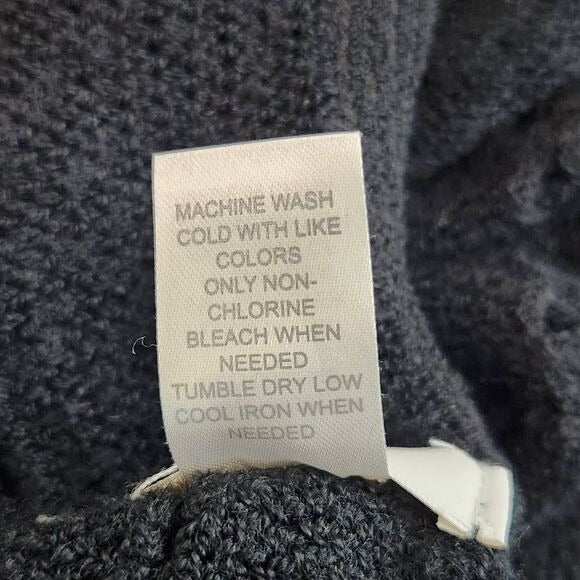 MACHINE WASH
COLD WITH LIKE
COLORS
ONLY NON-
CHLORINE
BLEACH WHEN
NEEDED
TUMBLE DRY LOW
COOL IRON WHEN
NEEDED